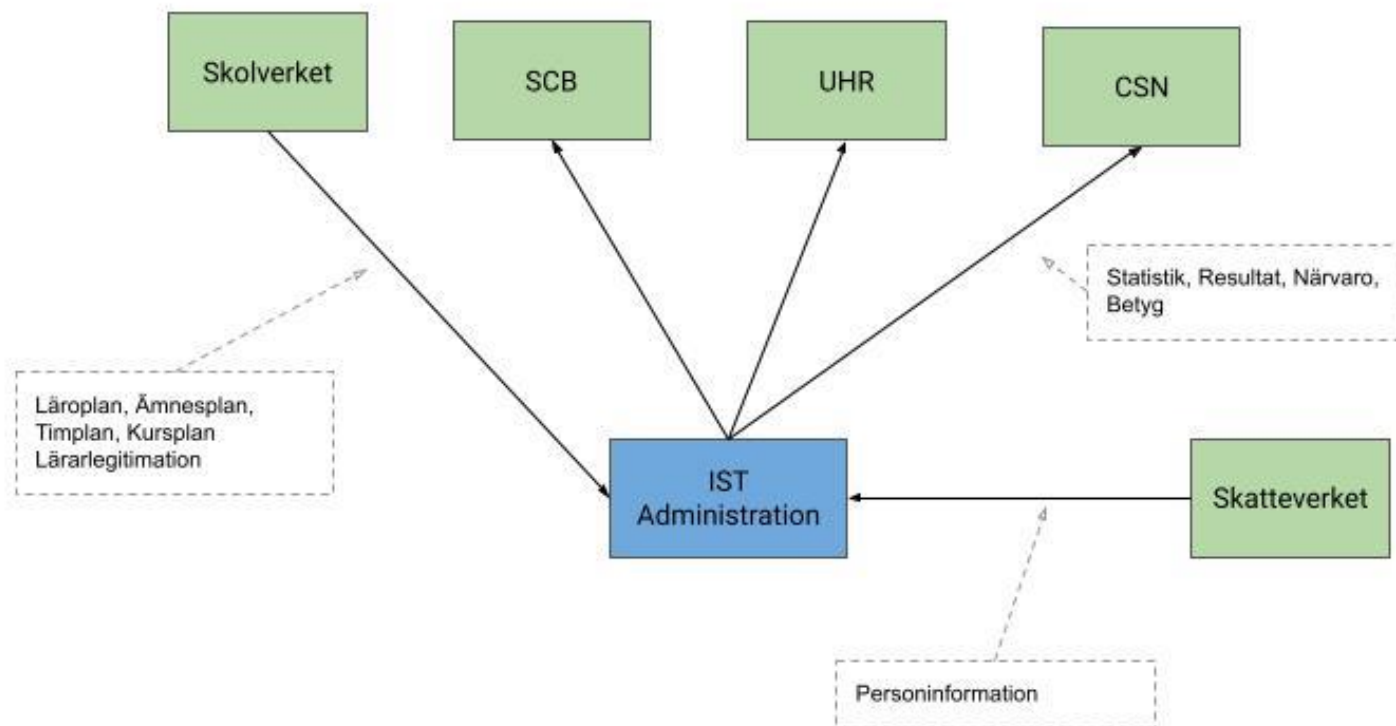 Skolverket
SCB
UHR
CSN
Statistik, Resultat, Närvaro,
Betyg
Läroplan, Ämnesplan,
Timplan, Kursplan
Lärarlegitimation
IST
Administration
Skatteverket
Personinformation